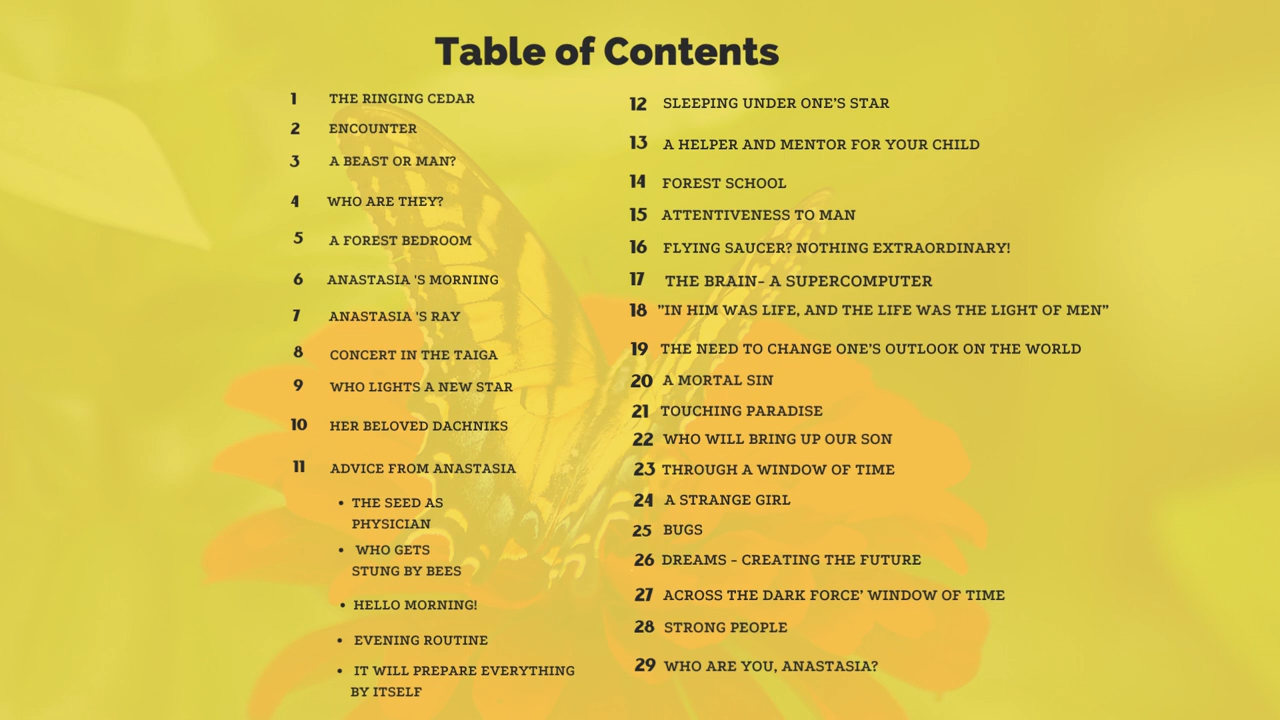 Table of Contents
1 THE RINGING CEDAR
2 ENCOUNTER
3 A BEAST OR MAN?
4 WHO ARE THEY?
5 A FOREST BEDROOM
6 ANASTASIA 'S MORNING
7 ANASTASIA 'S RAY
8 CONCERT IN THE TAIGA
9 WHO LIGHTS A NEW STAR
10 HER BELOVED DACHNIKS
11 ADVICE FROM ANASTASIA
• THE SEED AS
PHYSICIAN
• WHO GETS
STUNG BY BEES
• HELLO MORNING!
• EVENING ROUTINE
• IT WILL PREPARE EVERYTHING
BY ITSELF
12 SLEEPING UNDER ONE'S STAR
13 A HELPER AND MENTOR FOR YOUR CHILD
14 FOREST SCHOOL
15 ATTENTIVENESS TO MAN
16 FLYING SAUCER? NOTHING EXTRAORDINARY!
17 THE BRAIN- A SUPERCOMPUTER
18 "IN HIM WAS LIFE, AND THE LIFE WAS THE LIGHT OF MEN"
19 THE NEED TO CHANGE ONE'S OUTLOOK ON THE WORLD
20 A MORTAL SIN
21 TOUCHING PARADISE
22 WHO WILL BRING UP OUR SON
23 THROUGH A WINDOW OF TIME
24 A STRANGE GIRL
25 BUGS
26 DREAMS - CREATING THE FUTURE
27 ACROSS THE DARK FORCE' WINDOW OF TIME
28 STRONG PEOPLE
29 WHO ARE YOU, ANASTASIA?